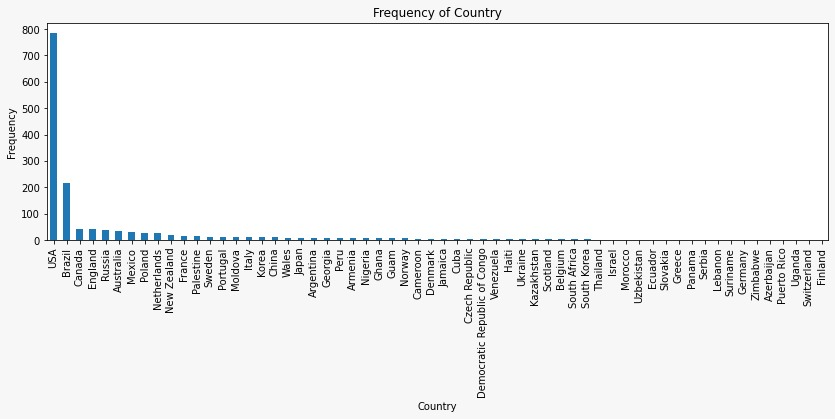 Frequency of Country
800
700
600
500
400
300
200
100
0
Frequency
USA
Brazil
Canada
England
Russia
Australia
Mexico
Poland
Netherlands
New Zealand
France
Palestine
Sweden
Portugal
Moldova
Italy
Korea
China
Wales
Japan
Argentina
Georgia
Peru
Armenia
Nigeria
Ghana
Guam
Norway
Cameroon
Denmark
Jamaica
Cuba
Czech Republic
Democratic Republic of Congo
Venezuela
Haiti
Ukraine
Kazakhstan
Scotland
Belgium
South Africa
South Korea
Thailand
Israel
Morocco
Uzbekistan
Ecuador
Slovakia
Greece
Panama
Serbia
Lebanon
Suriname
Germany
Zimbabwe
Azerbaijan
Puerto Rico
Uganda
Switzerland
Finland
Country